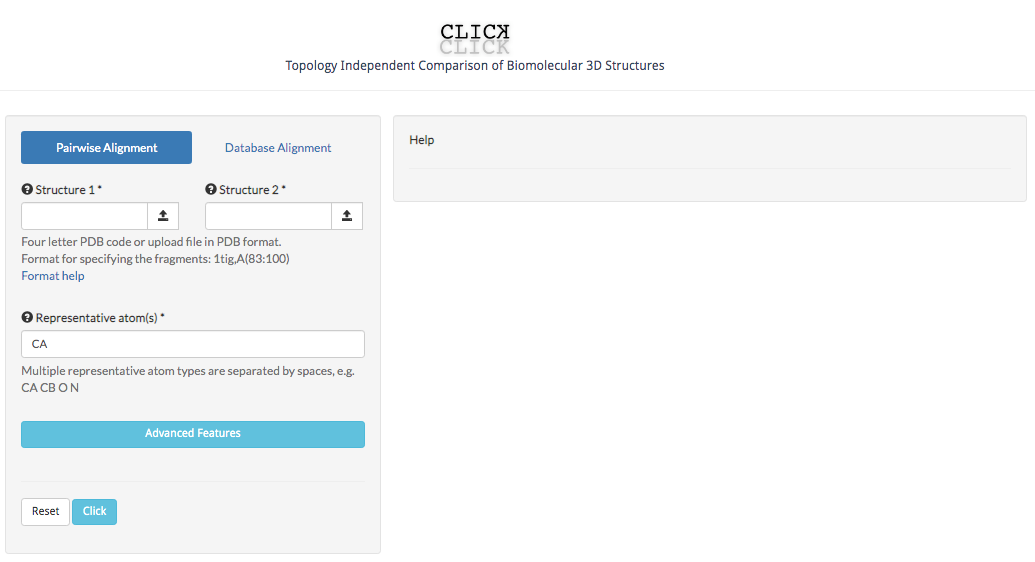 CLICK
CLICK
Topology Independent Comparison of Biomolecular 3D Structures
Pairwise Alignment
Database Alignment
Help
Structure 1 *
Structure 2 *
Four letter PDB code or upload file in PDB format.
Format for specifying the fragments: 1tig,A(83:100)
Format help
Representative atom(s) *
CA
Multiple representative atom types are separated by spaces, e.g.
CA CB O N
Advanced Features
Reset
Click